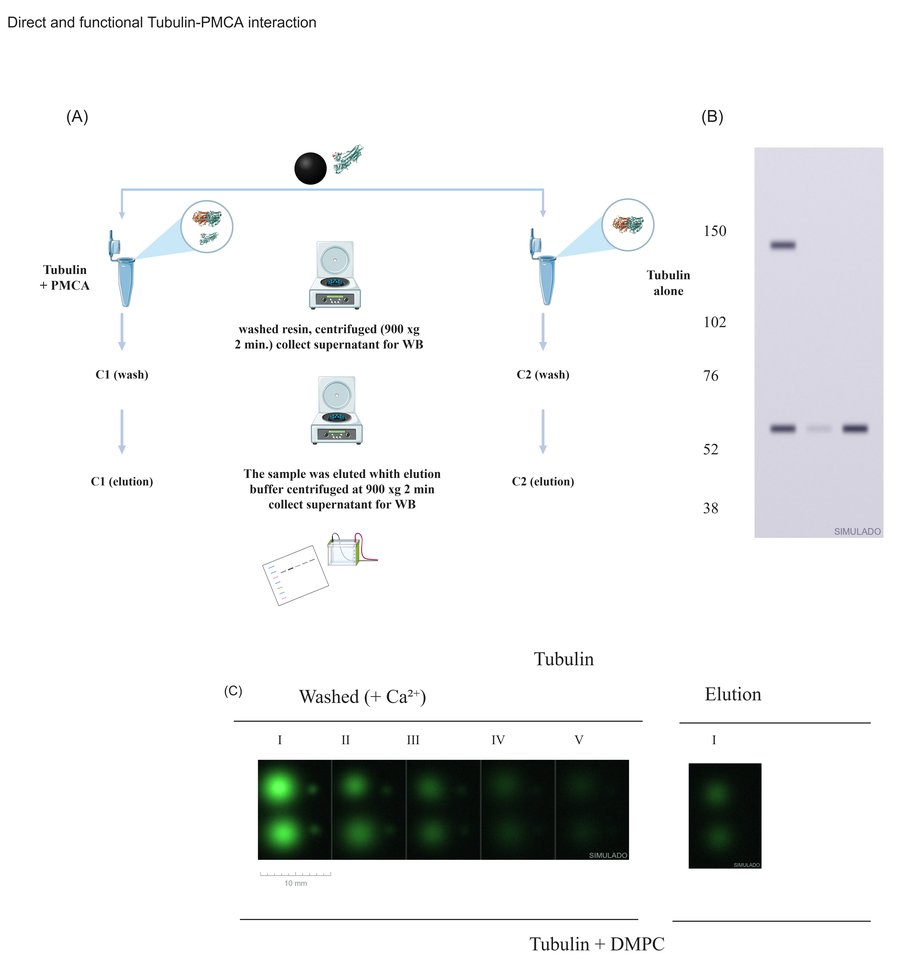 Direct and functional Tubulin-PMCA interaction
(A)
(B)
Tubulin
+ PMCA
Tubulin
alone
washed resin, centrifuged (900 xg
2 min.) collect supernatant for WB
C1 (wash)
C2 (wash)
The sample was eluted whith elution
buffer centrifuged at 900 xg 2 min
collect supernatant for WB
C1 (elution)
C2 (elution)
150
102
76
52
38
SIMULADO
Tubulin
(C)
Washed (+ Ca²⁺)
Elution
I II III IV V
I
SIMULADO
SIMULADO
10 mm
Tubulin + DMPC